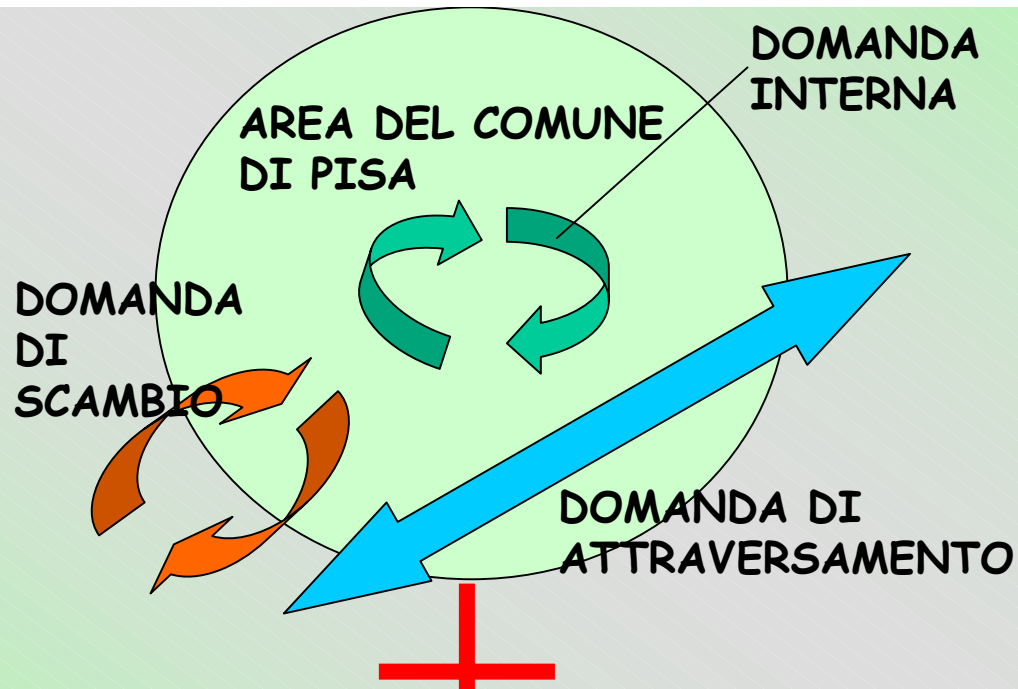 DOMANDA
INTERNA
AREA DEL COMUNE
DI PISA
DOMANDA
DI
SCAMBIO
DOMANDA DI
ATTRAVERSAMENTO